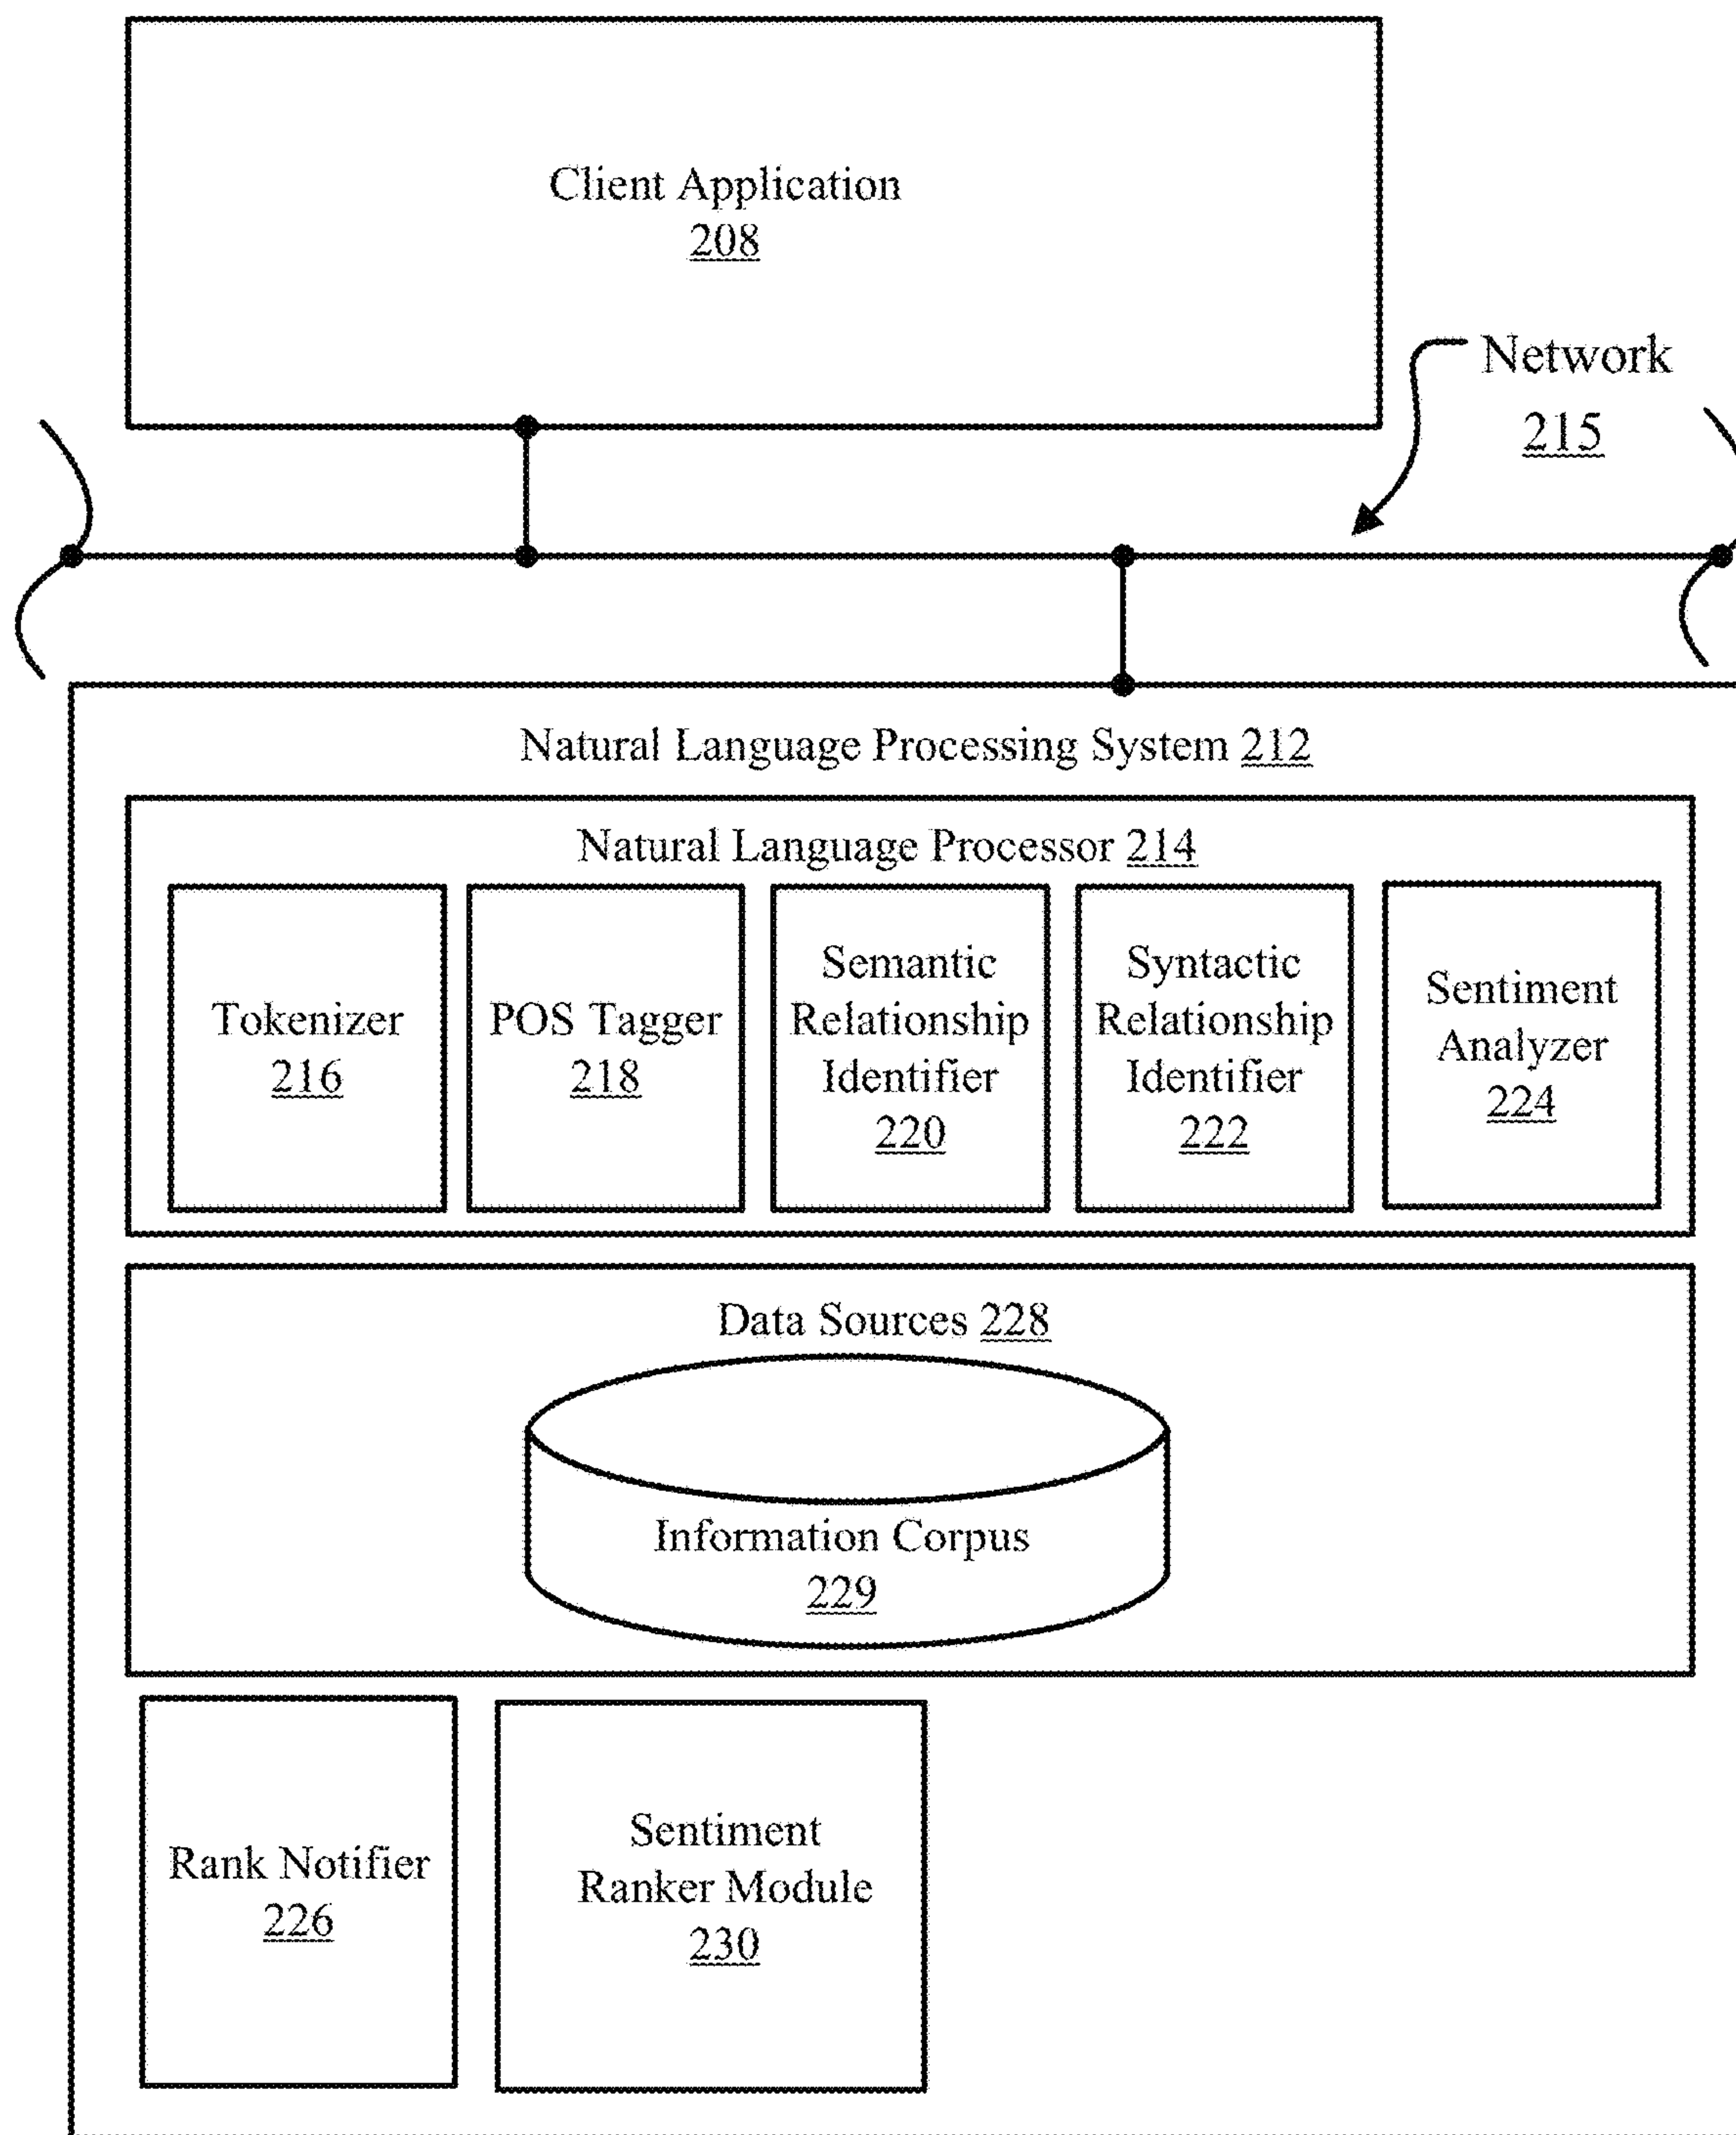 Client Application
208
Network
215
Natural Language Processing System 212
Natural Language Processor 214
Tokenizer
216
POS Tagger
218
Semantic
Relationship
Identifier
220
Syntactic
Relationship
Identifier
222
Sentiment
Analyzer
224
Data Sources 228
Information Corpus
229
Rank Notifier
226
Sentiment
Ranker Module
230